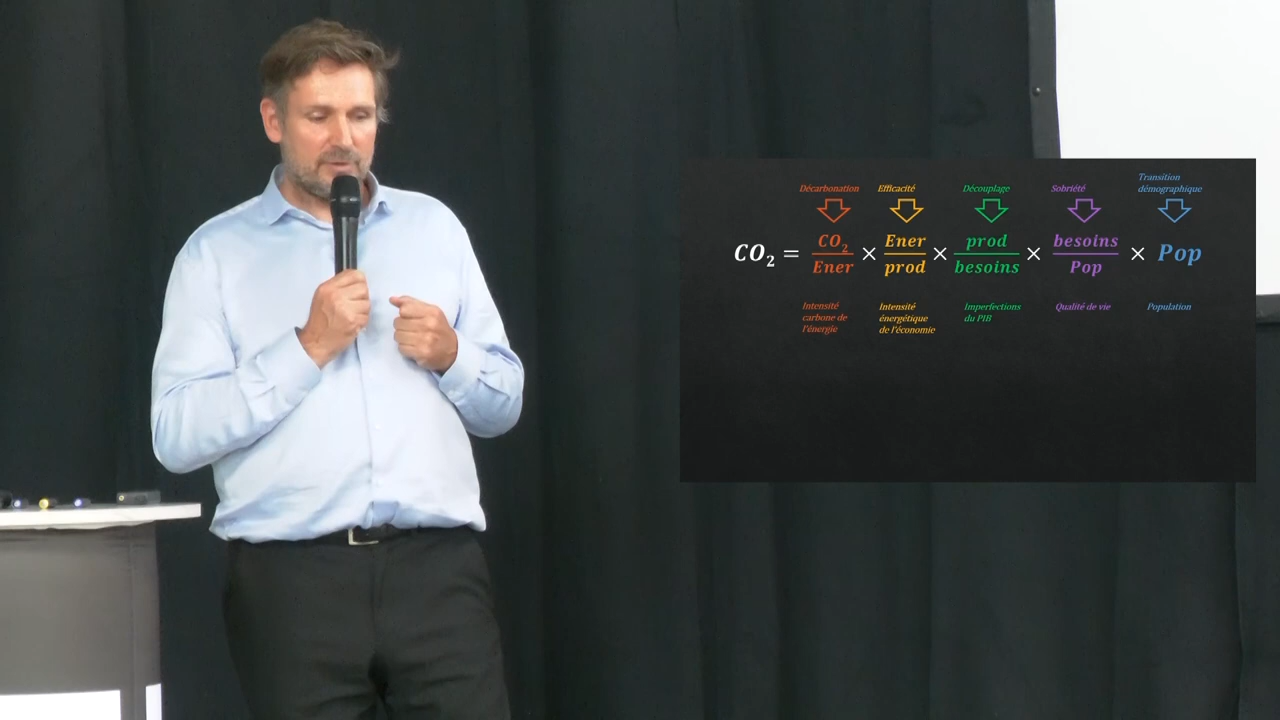 Décarbonation Efficacité Découplage Sobriété Transition démographique
CO₂ = CO₂/Ener × Ener/prod × prod/besoins × besoins/Pop × Pop
Intensité carbone de l'énergie
Intensité énergétique de l'économie
Imperfections du PIB
Qualité de vie
Population